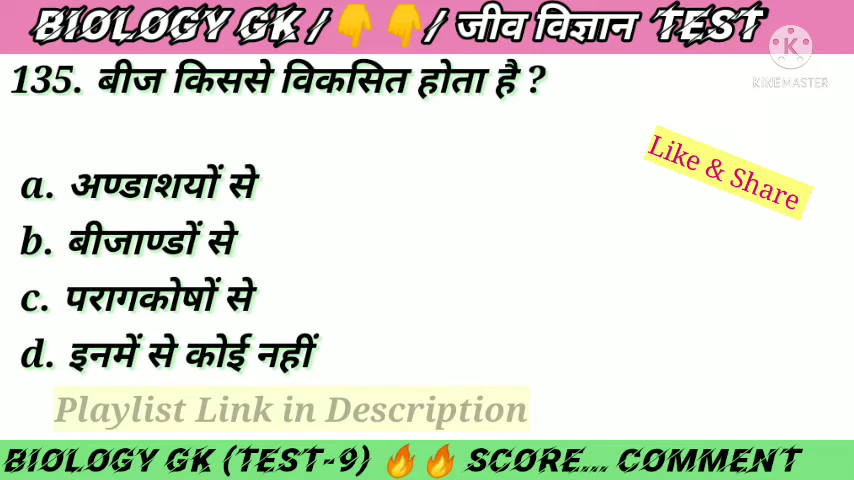 BIOLOGY GK / 👇 👇 / जीव विज्ञान TEST
KINEMASTER
135. बीज किससे विकसित होता है ?
Like & Share
a. अण्डाशयों से
b. बीजाण्डों से
c. परागकोषों से
d. इनमें से कोई नहीं
Playlist Link in Description
BIOLOGY GK (TEST-9) 🔥🔥 SCORE... COMMENT